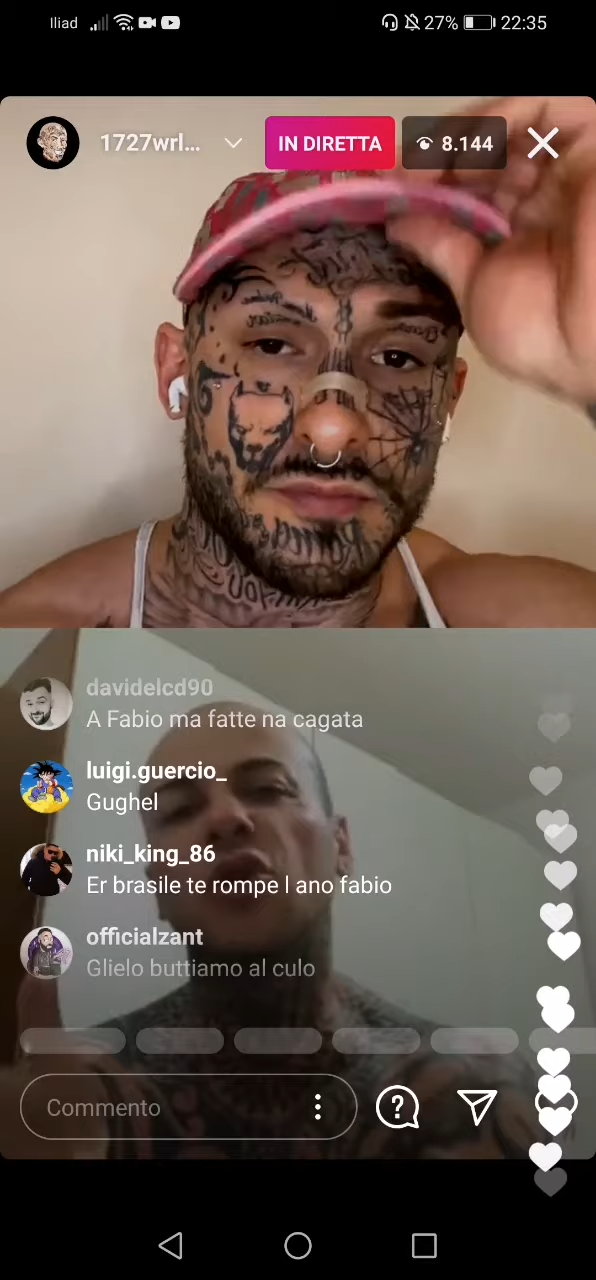 Iliad 27% 22:35
1727wrl... IN DIRETTA 8.144
davidelcd90
A Fabio ma fatte na cagata
luigi.guercio_
Gughel
niki_king_86
Er brasile te rompe l ano fabio
officialzant
Glielo buttiamo al culo
Commento